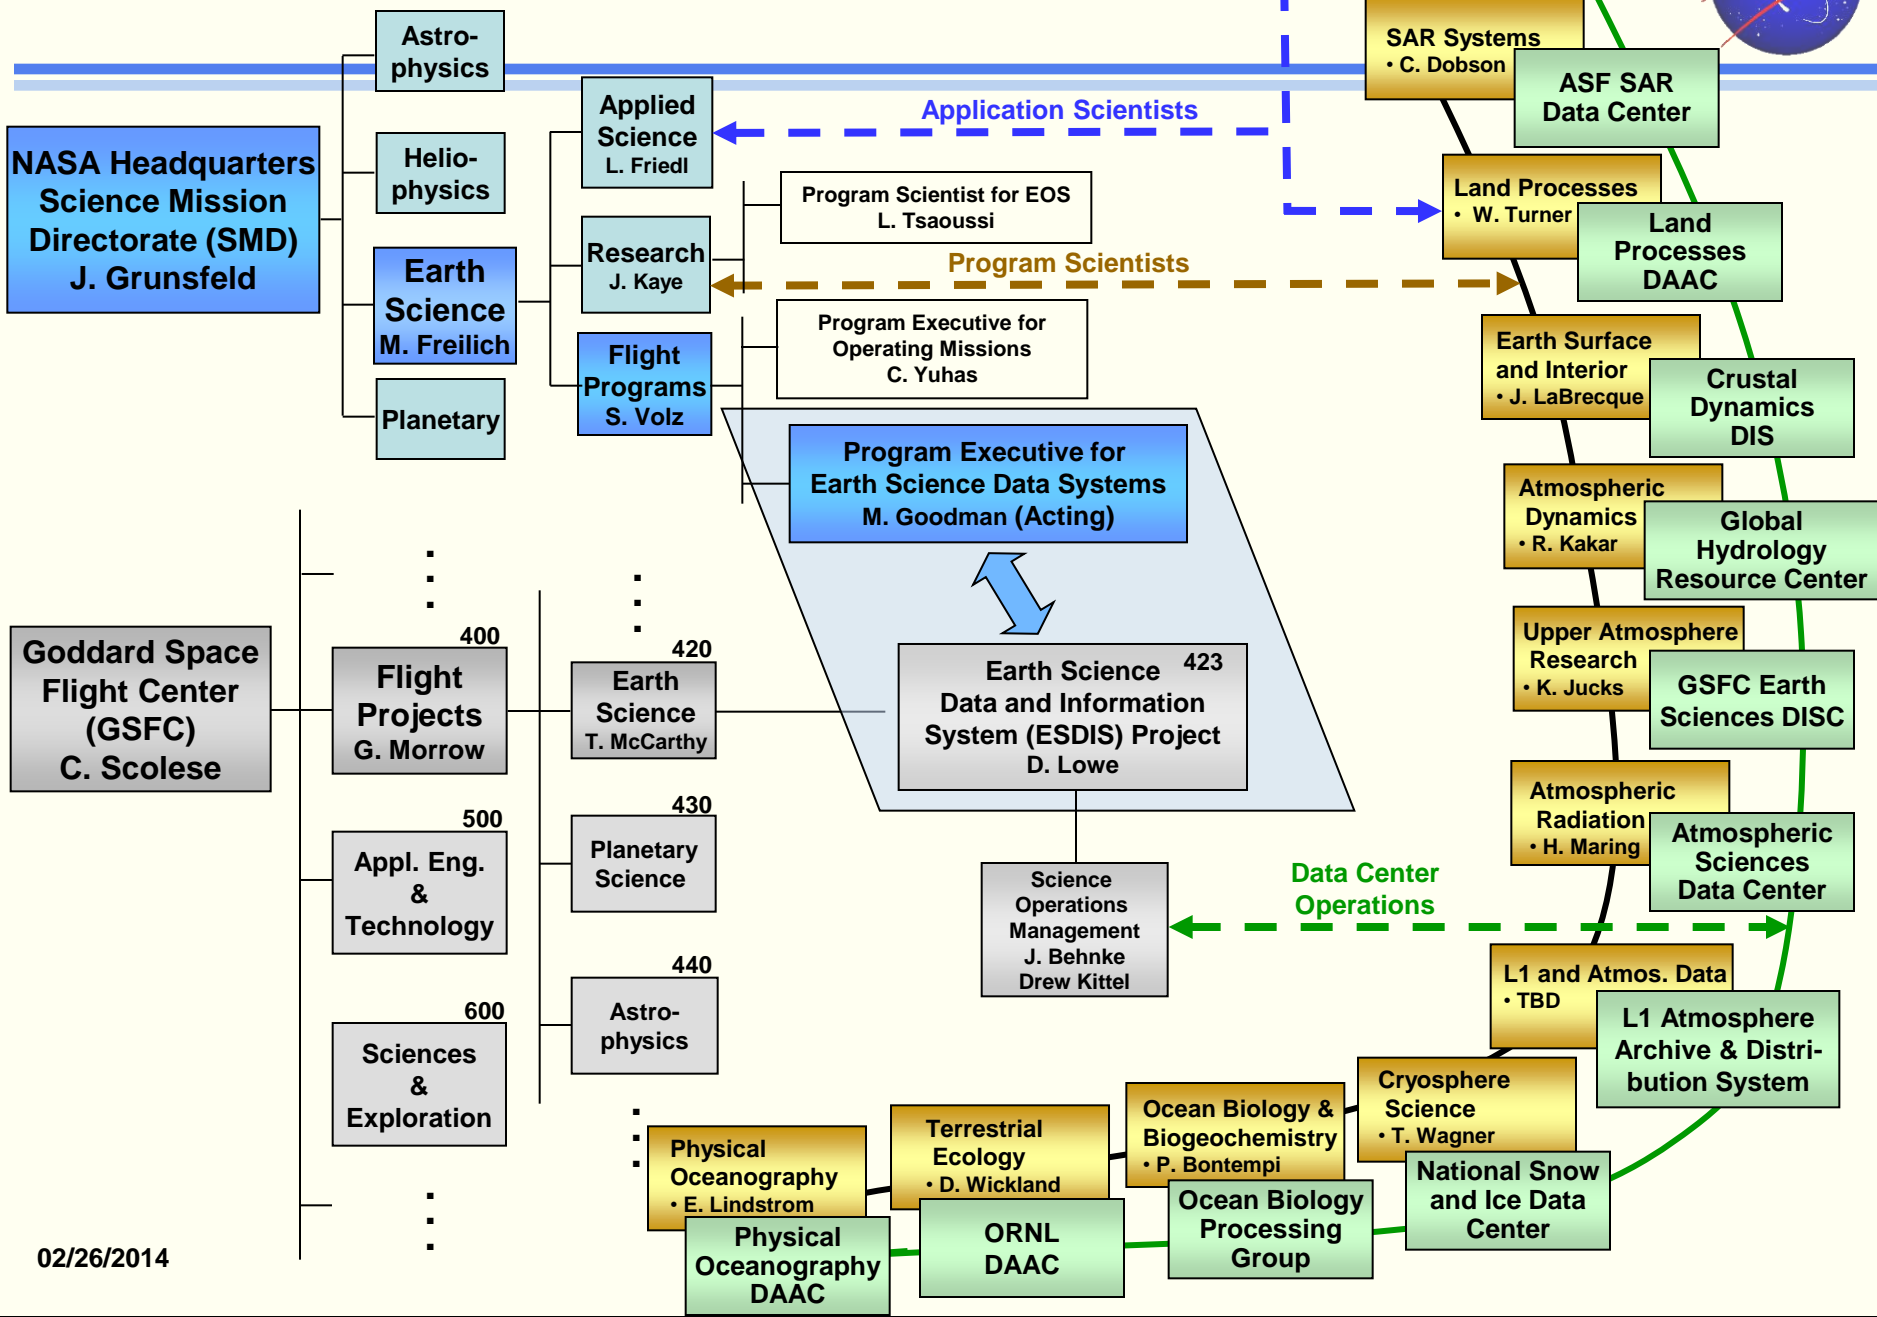 Astro-
physics
Helio-
physics
Earth
Science
M. Freilich
Planetary
NASA Headquarters
Science Mission
Directorate (SMD)
J. Grunsfeld
Applied
Science
L. Friedl
Research
J. Kaye
Flight
Programs
S. Volz
Program Scientist for EOS
L. Tsaoussi
Program Executive for
Operating Missions
C. Yuhas
Program Executive for
Earth Science Data Systems
M. Goodman (Acting)
Application Scientists
Program Scientists
Goddard Space
Flight Center
(GSFC)
C. Scolese
400
Flight
Projects
G. Morrow
500
Appl. Eng.
&
Technology
600
Sciences
&
Exploration
420
Earth
Science
T. McCarthy
430
Planetary
Science
440
Astro-
physics
Earth Science 423
Data and Information
System (ESDIS) Project
D. Lowe
Science
Operations
Management
J. Behnke
Drew Kittel
Data Center
Operations
SAR Systems
• C. Dobson
ASF SAR
Data Center
Land Processes
• W. Turner
Land
Processes
DAAC
Earth Surface
and Interior
• J. LaBrecque
Crustal
Dynamics
DIS
Atmospheric
Dynamics
• R. Kakar
Global
Hydrology
Resource Center
Upper Atmosphere
Research
• K. Jucks
GSFC Earth
Sciences DISC
Atmospheric
Radiation
• H. Maring
Atmospheric
Sciences
Data Center
L1 and Atmos. Data
• TBD
L1 Atmosphere
Archive & Distri-
bution System
Cryosphere
Science
• T. Wagner
National Snow
and Ice Data
Center
Ocean Biology &
Biogeochemistry
• P. Bontempi
Ocean Biology
Processing
Group
Terrestrial
Ecology
• D. Wickland
ORNL
DAAC
Physical
Oceanography
• E. Lindstrom
Physical
Oceanography
DAAC
02/26/2014